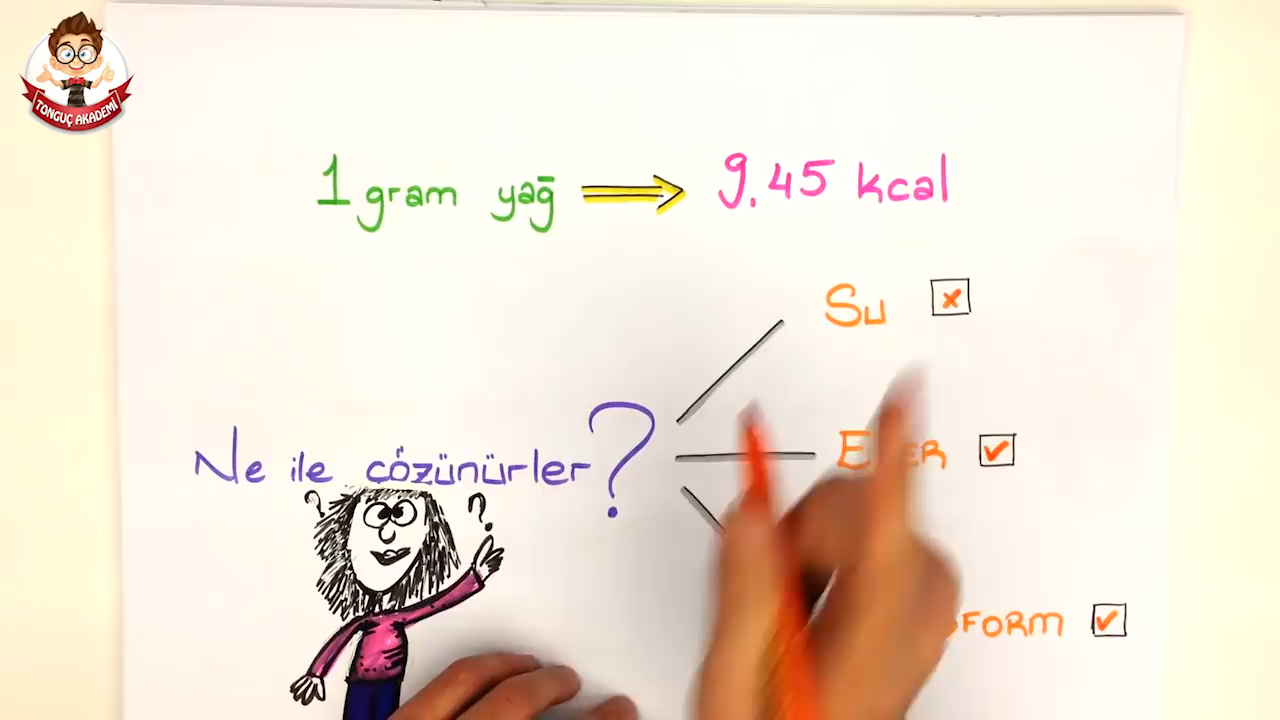 TONGUÇ AKADEMİ
1 gram yağ ⟹ 9.45 kcal
Su
Ne ile çözünürler?
? ?